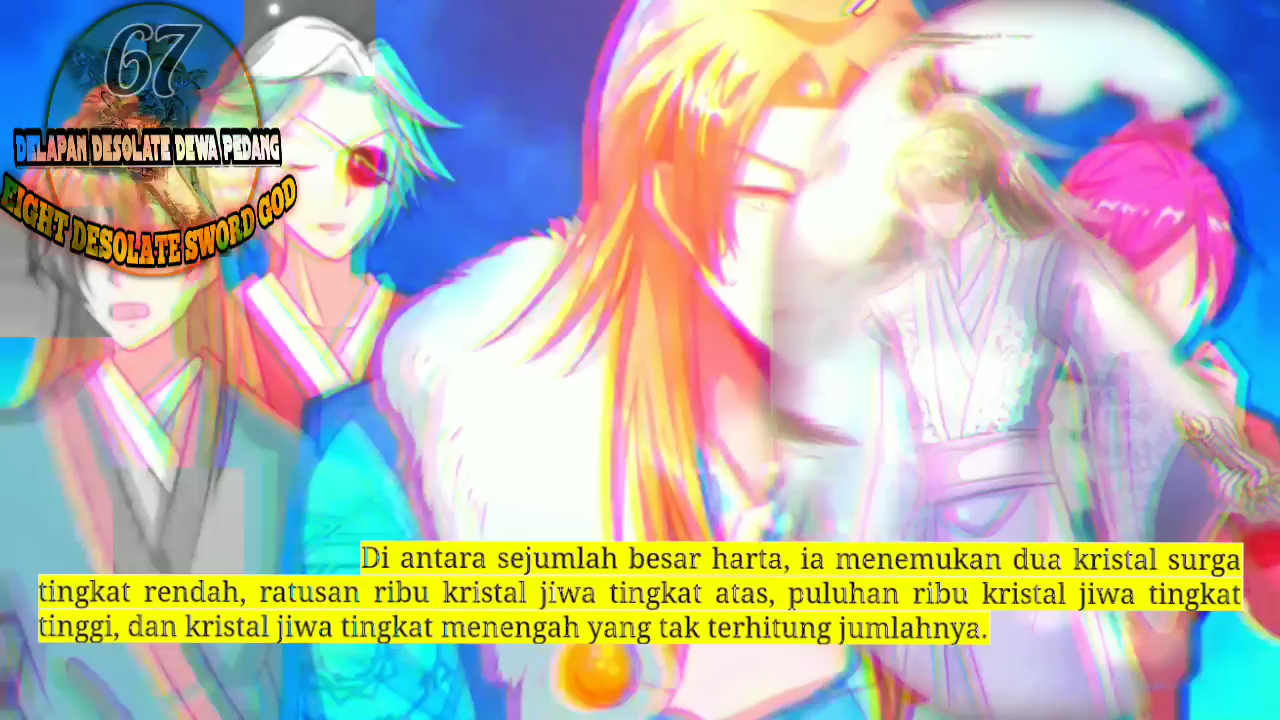 67
DELAPAN DESOLATE DEWA PEDANG
EIGHT DESOLATE SWORD GOD
Di antara sejumlah besar harta, ia menemukan dua kristal surga
tingkat rendah, ratusan ribu kristal jiwa tingkat atas, puluhan ribu kristal jiwa tingkat
tinggi, dan kristal jiwa tingkat menengah yang tak terhitung jumlahnya.